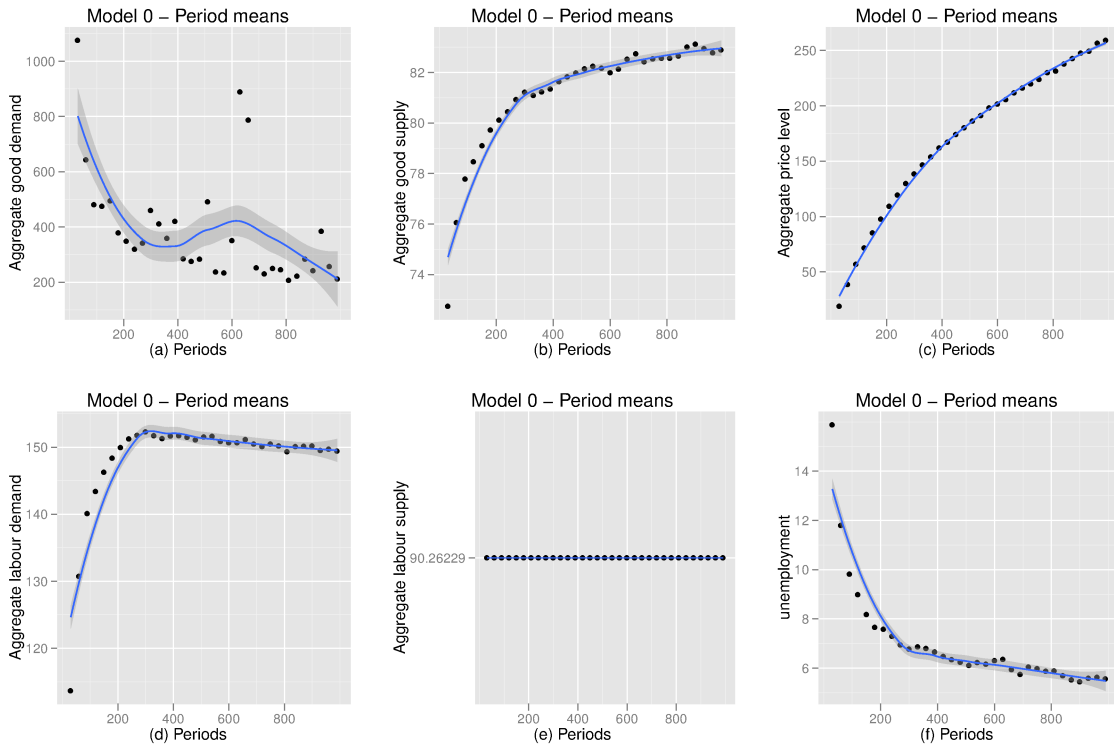 Model 0 − Period means
Aggregate good demand
1000
800
600
400
200
200 400 600 800
(a) Periods
Model 0 − Period means
Aggregate good supply
82
80
78
76
74
200 400 600 800
(b) Periods
Model 0 − Period means
Aggregate price level
250
200
150
100
50
200 400 600 800
(c) Periods
Model 0 − Period means
Aggregate labour demand
150
140
130
120
200 400 600 800
(d) Periods
Model 0 − Period means
Aggregate labour supply
90.26229
200 400 600 800
(e) Periods
Model 0 − Period means
unemployment
14
12
10
8
6
200 400 600 800
(f) Periods